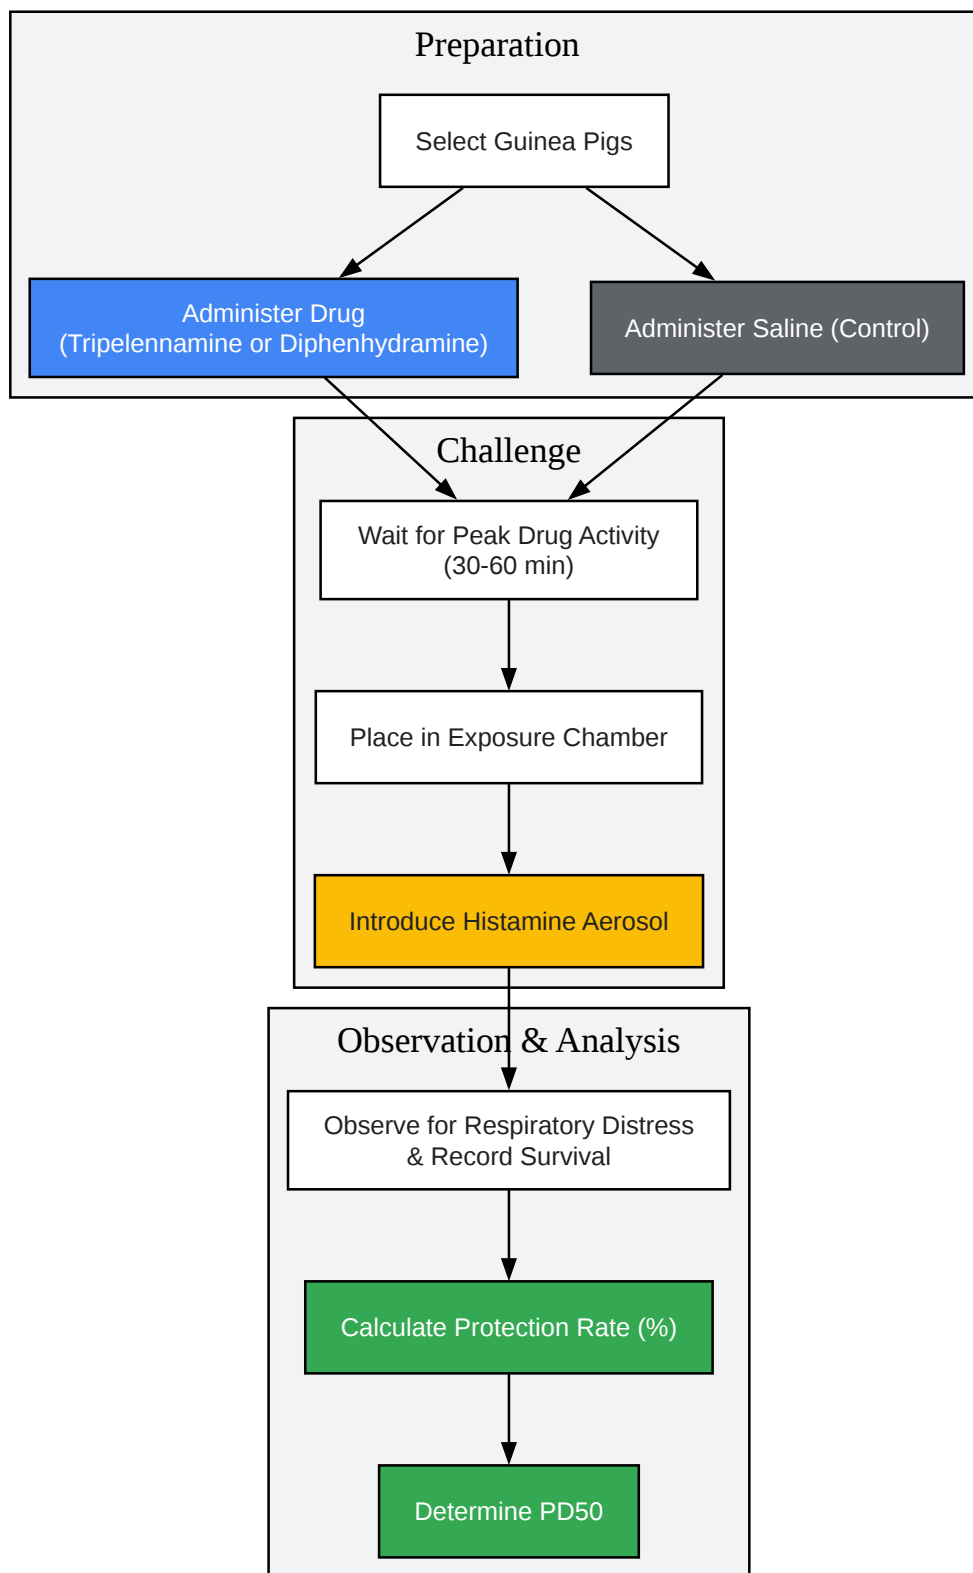 Preparation
Select Guinea Pigs
Administer Drug
(Tripelennamine or Diphenhydramine)
Administer Saline (Control)
Challenge
Wait for Peak Drug Activity
(30-60 min)
Place in Exposure Chamber
Introduce Histamine Aerosol
Observation & Analysis
Observe for Respiratory Distress
& Record Survival
Calculate Protection Rate (%)
Determine PD50